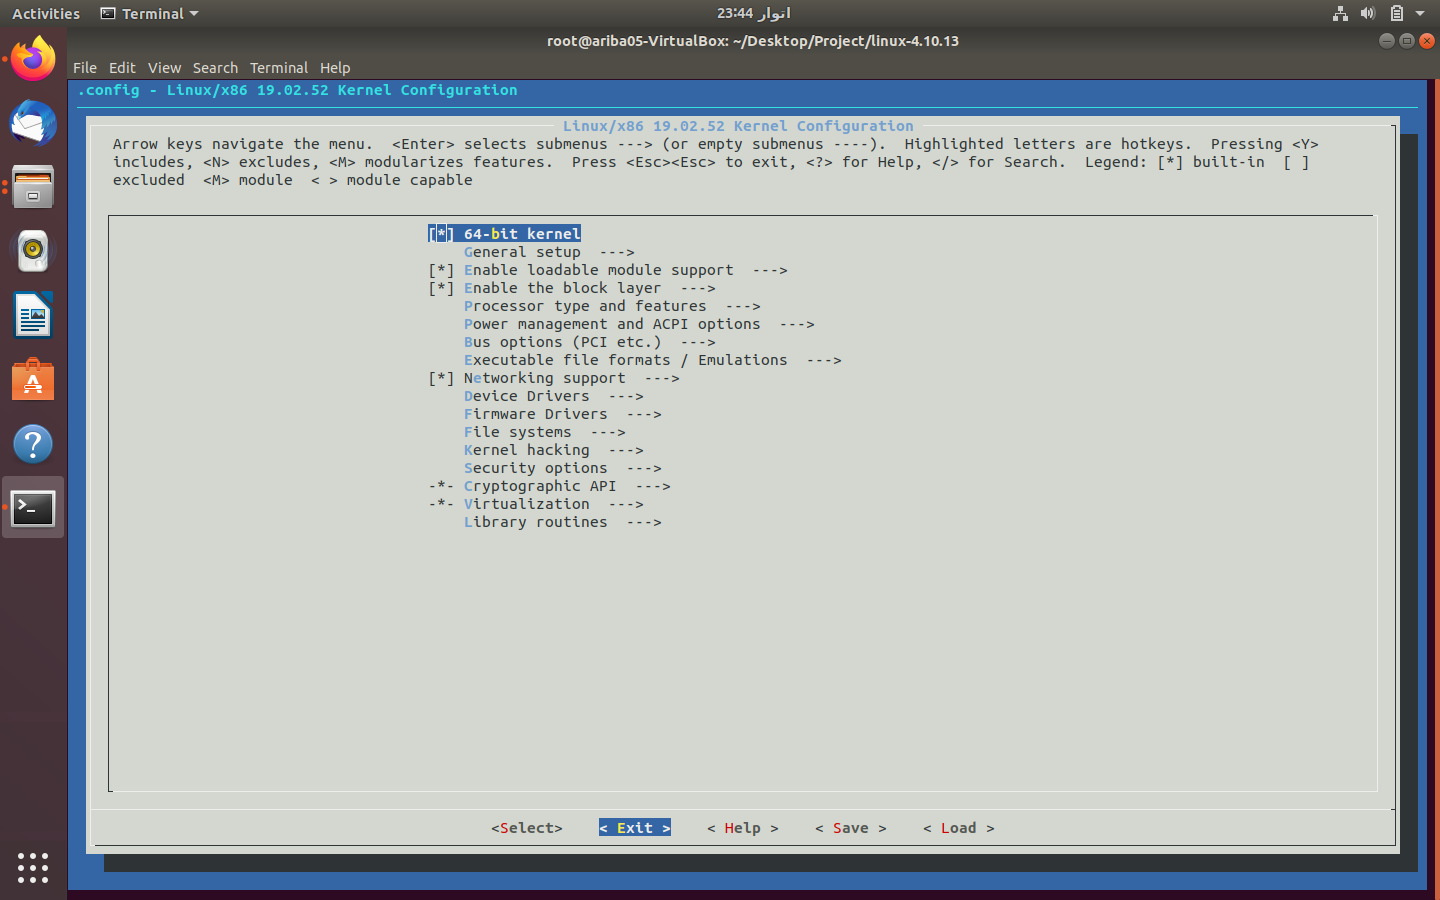 Activities Terminal 23:44 اتوار
root@ariba05-VirtualBox: ~/Desktop/Project/linux-4.10.13
File Edit View Search Terminal Help
.config - Linux/x86 19.02.52 Kernel Configuration
Linux/x86 19.02.52 Kernel Configuration
Arrow keys navigate the menu.  <Enter> selects submenus ---> (or empty submenus ----).  Highlighted letters are hotkeys.  Pressing <Y>
includes, <N> excludes, <M> modularizes features.  Press <Esc><Esc> to exit, <?> for Help, </> for Search.  Legend: [*] built-in  [ ]
excluded  <M> module  < > module capable
[*] 64-bit kernel
General setup  --->
[*] Enable loadable module support  --->
[*] Enable the block layer  --->
Processor type and features  --->
Power management and ACPI options  --->
Bus options (PCI etc.)  --->
Executable file formats / Emulations  --->
[*] Networking support  --->
Device Drivers  --->
Firmware Drivers  --->
File systems  --->
Kernel hacking  --->
Security options  --->
-*- Cryptographic API  --->
-*- Virtualization  --->
Library routines  --->
<Select> < Exit > < Help > < Save > < Load >